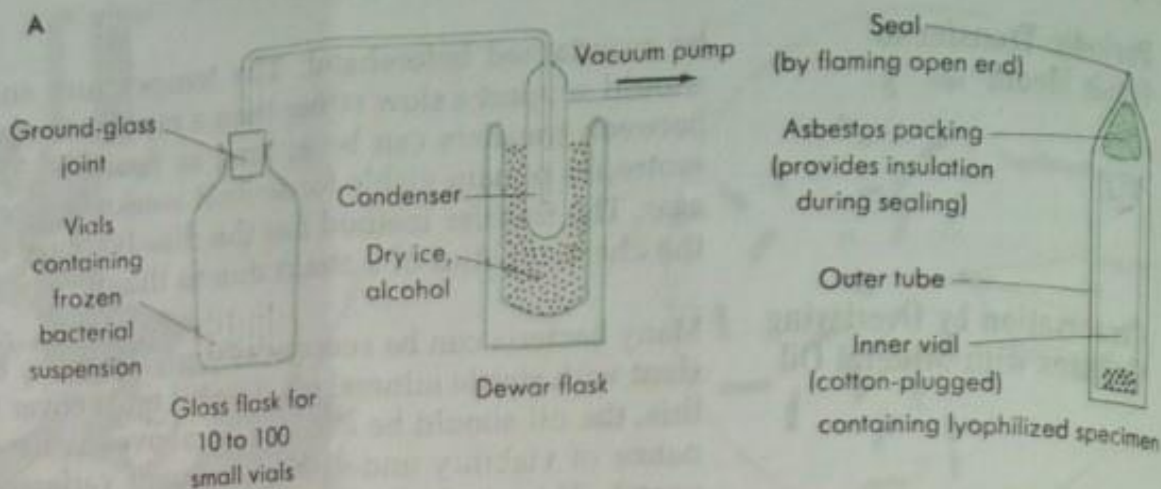 A
Ground-glass
joint
Vials
containing
frozen
bacterial
suspension
Glass flask for
10 to 100
small vials
Vacuum pump
Condenser
Dry ice,
alcohol
Dewar flask
Seal
(by flaming open end)
Asbestos packing
(provides insulation
during sealing)
Outer tube
Inner vial
(cotton-plugged)
containing lyophilized specimen